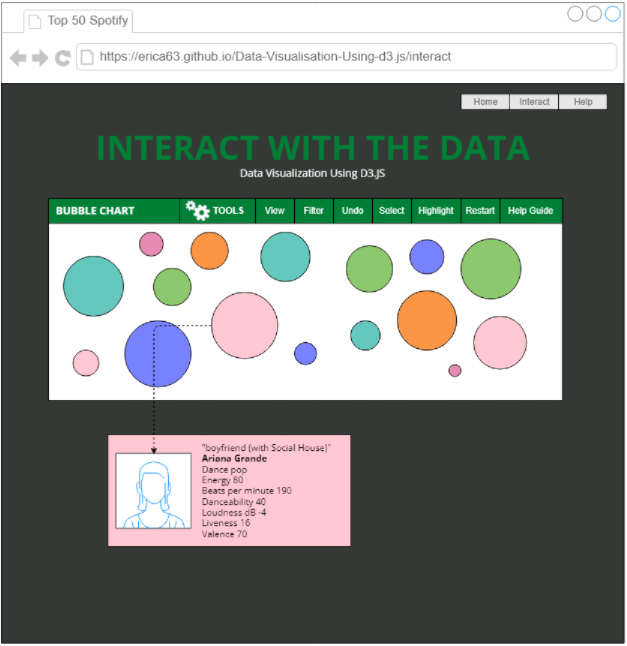 Top 50 Spotify
https://erica63.github.io/Data-Visualisation-Using-d3.js/interact
Home Interact Help
INTERACT WITH THE DATA
Data Visualization Using D3.JS
BUBBLE CHART TOOLS View Filter Undo Select Highlight Restart Help Guide
"boyfriend (with Social House)"
Ariana Grande
Dance pop
Energy 80
Beats per minute 190
Danceability 40
Loudness dB -4
Liveness 16
Valence 70